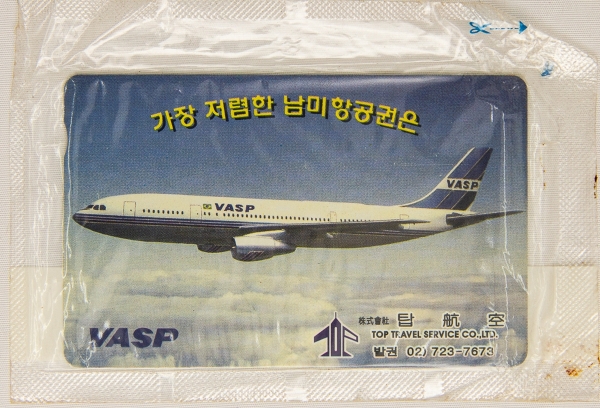 가장 저렴한 남미항공권은
VASP
VASP
VASP
株式會社 탑 航空
TOP TRAVEL SERVICE CO.,LTD.
발권 02) 723-7673